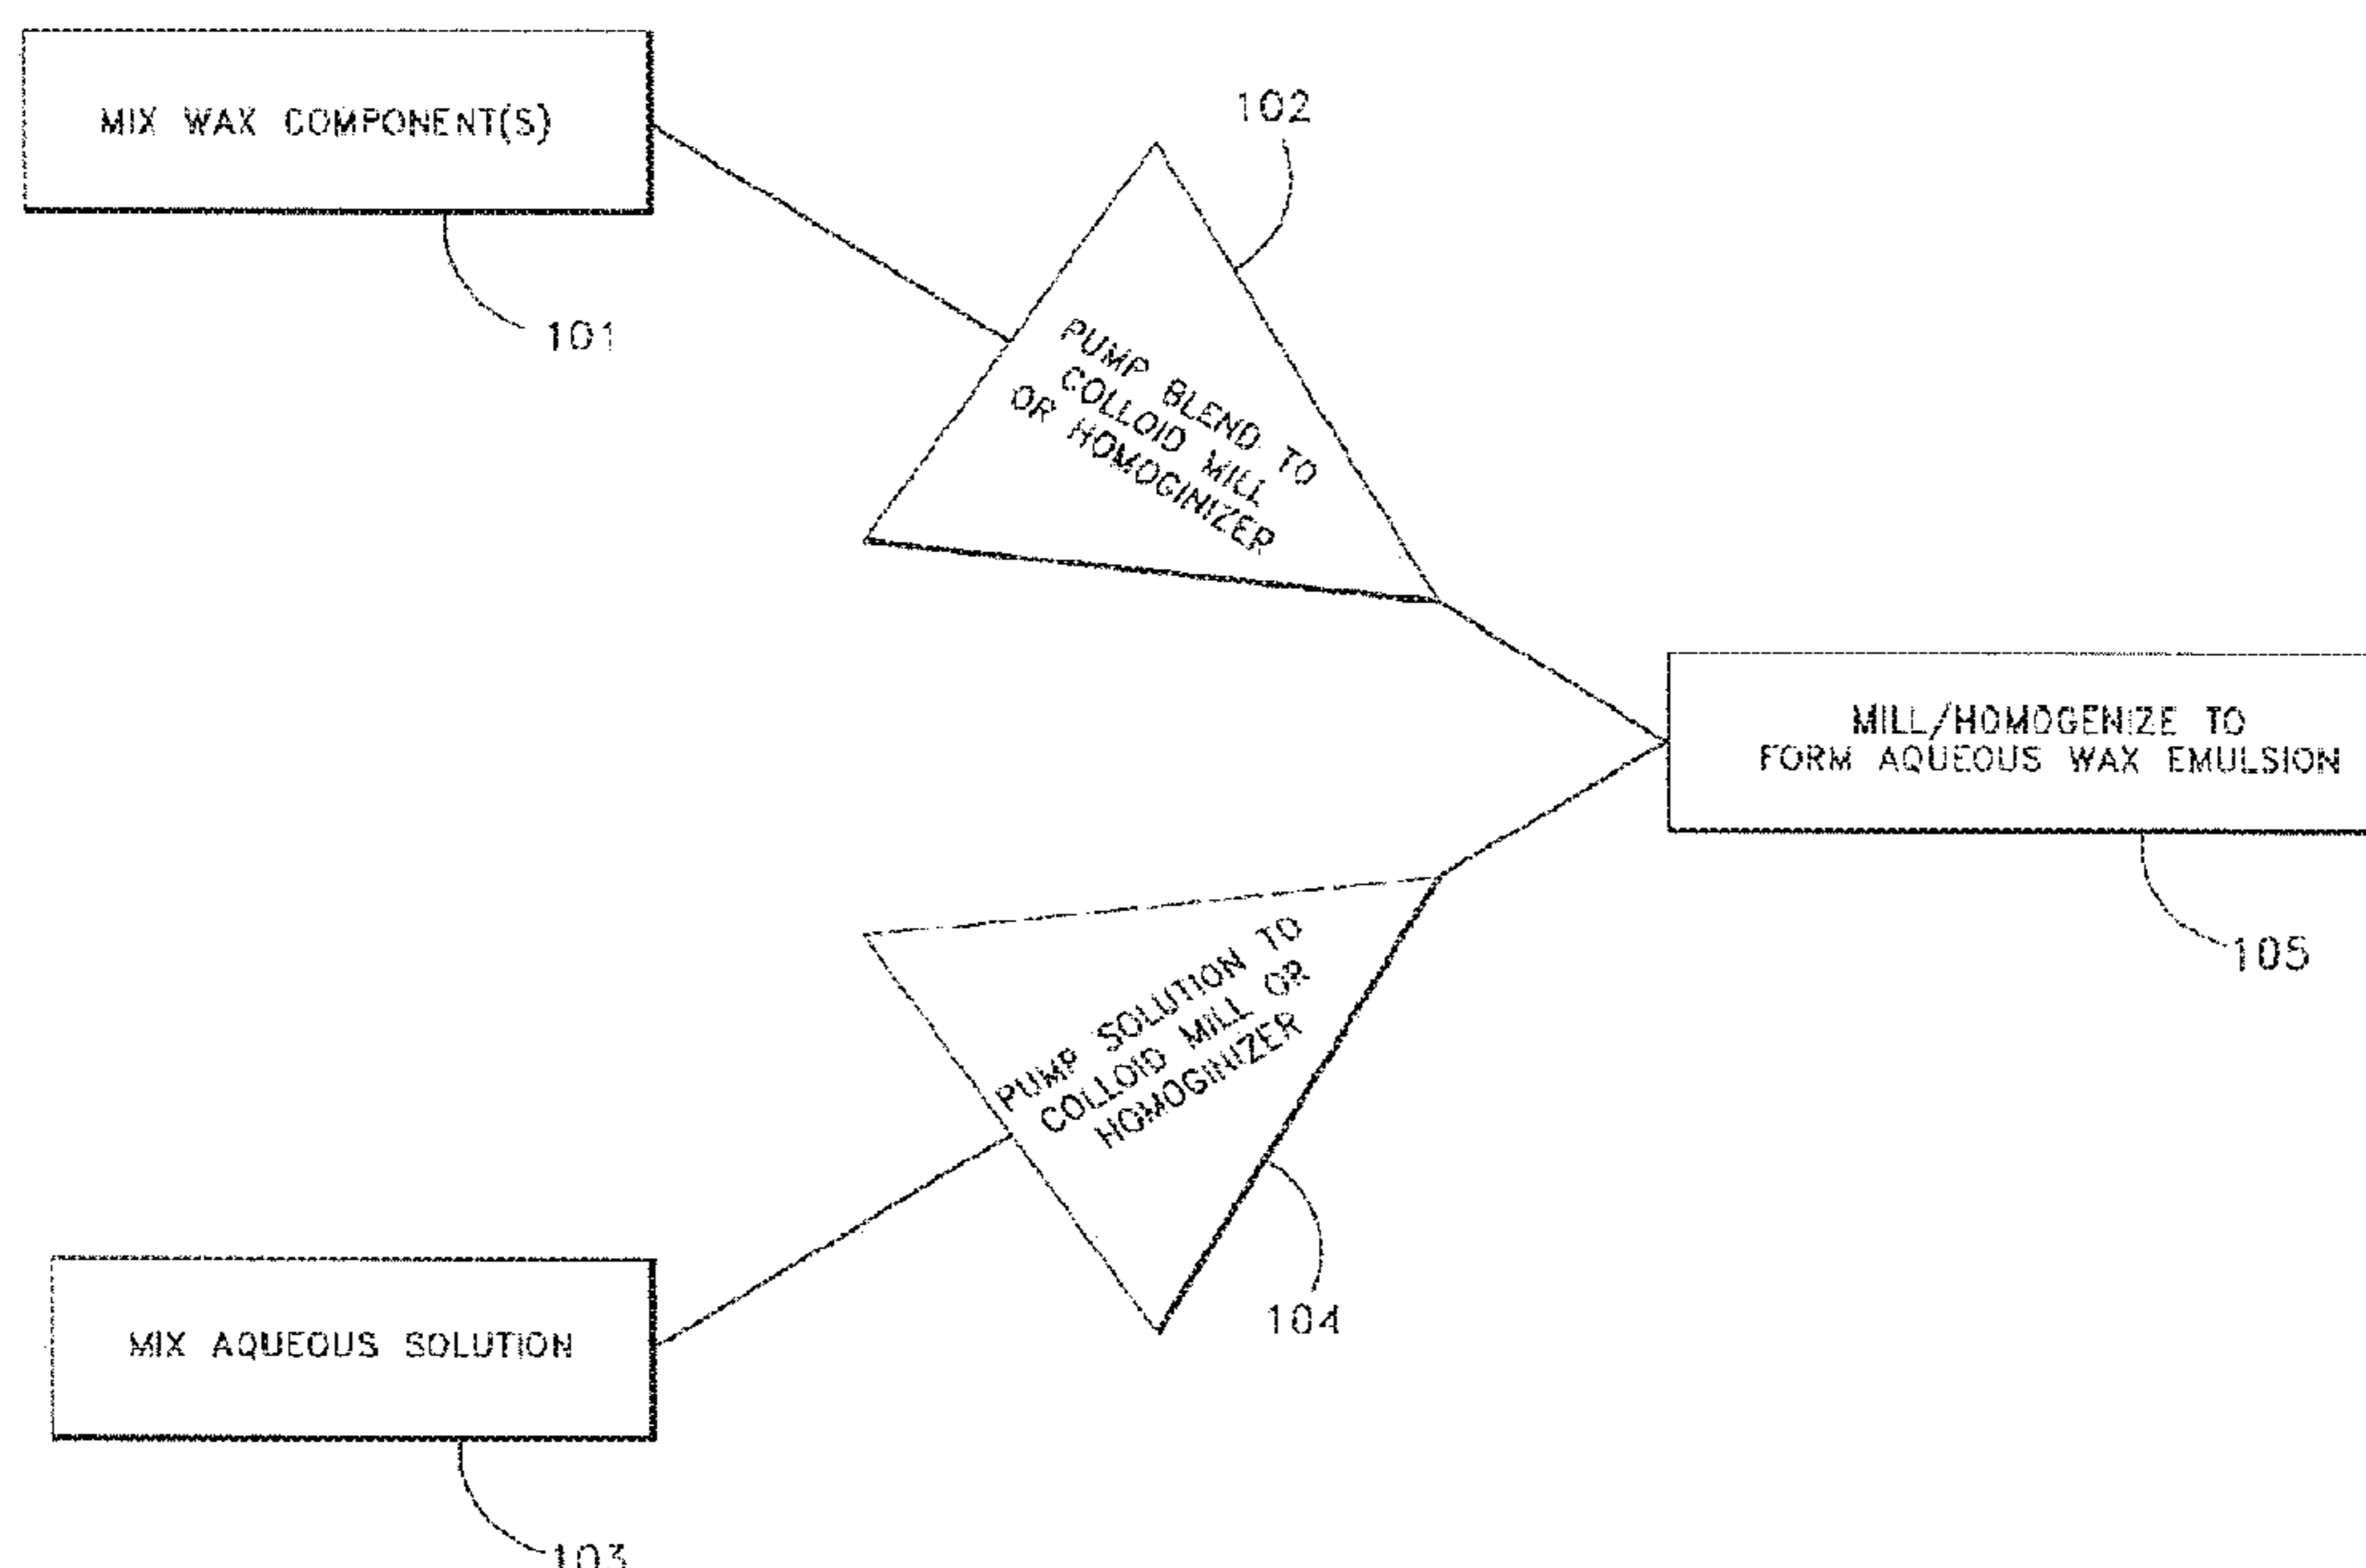 MIX WAX COMPONENT(S)
101
102
PUMP BLEND TO
COLLOID MILL
OR HOMOGINIZER
MILL/HOMOGENIZE TO
FORM AQUEOUS WAX EMULSION
105
PUMP SOLUTION TO
COLLOID MILL OR
HOMOGINIZER
104
MIX AQUEOUS SOLUTION
103